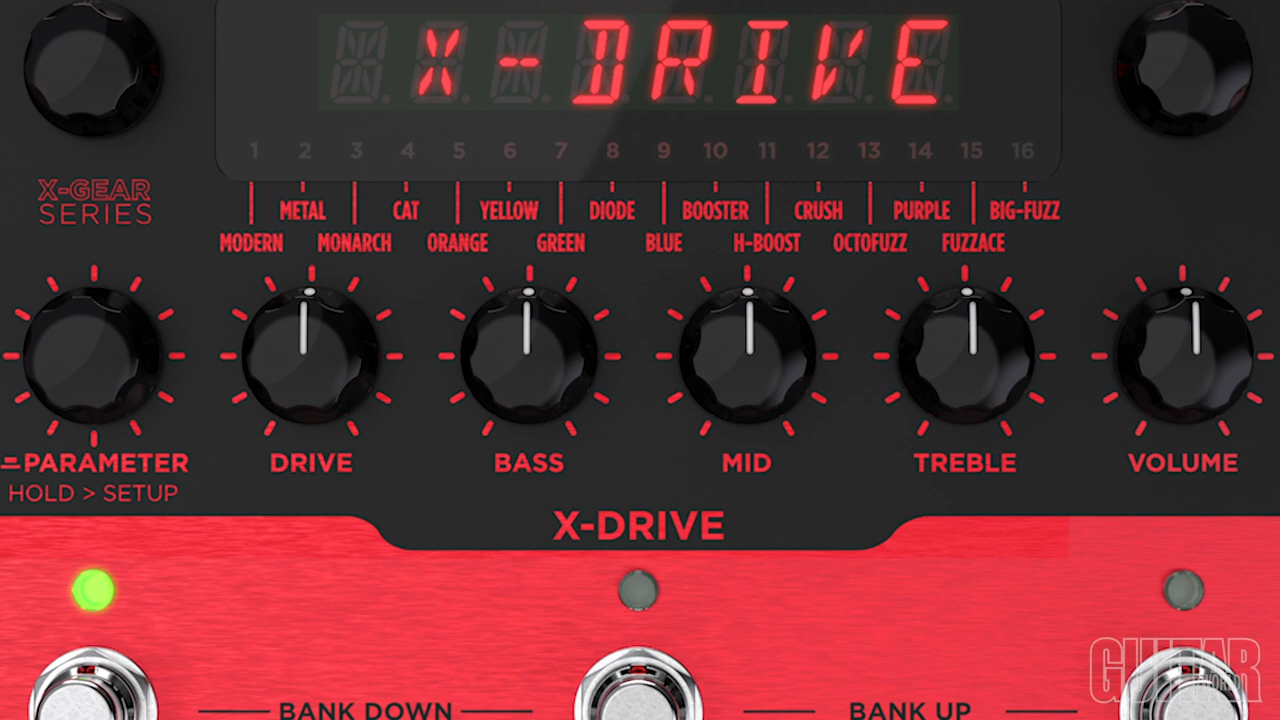 X-DRIVE
1 2 3 4 5 6 7 8 9 10 11 12 13 14 15 16
X-GEAR
SERIES
METAL CAT YELLOW DIODE BOOSTER CRUSH PURPLE BIG-FUZZ
MODERN MONARCH ORANGE GREEN BLUE H-BOOST OCTOFUZZ FUZZACE
PARAMETER DRIVE BASS MID TREBLE VOLUME
HOLD > SETUP
X-DRIVE
GUITAR
BANK DOWN BANK UP